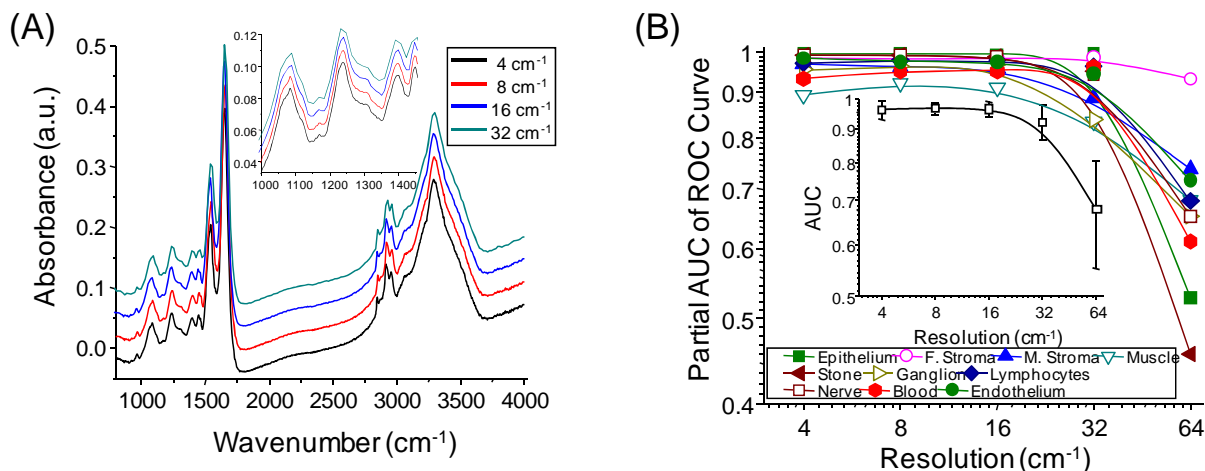 (A)
0.5
0.4
0.3
0.2
0.1
0.0
Absorbance (a.u.)
1000 1500 2000 2500 3000 3500 4000
Wavenumber (cm-1)
0.12
0.10
0.08
0.06
0.04
1000 1100 1200 1300 1400
4 cm-1
8 cm-1
16 cm-1
32 cm-1
(B)
1
0.9
0.8
0.7
0.6
0.5
0.4
Partial AUC of ROC Curve
4 8 16 32 64
Resolution (cm-1)
1
0.9
0.8
0.7
0.6
0.5
AUC
4 8 16 32 64
Resolution (cm-1)
Epithelium F. Stroma M. Stroma Muscle
Stone Ganglion Lymphocytes
Nerve Blood Endothelium